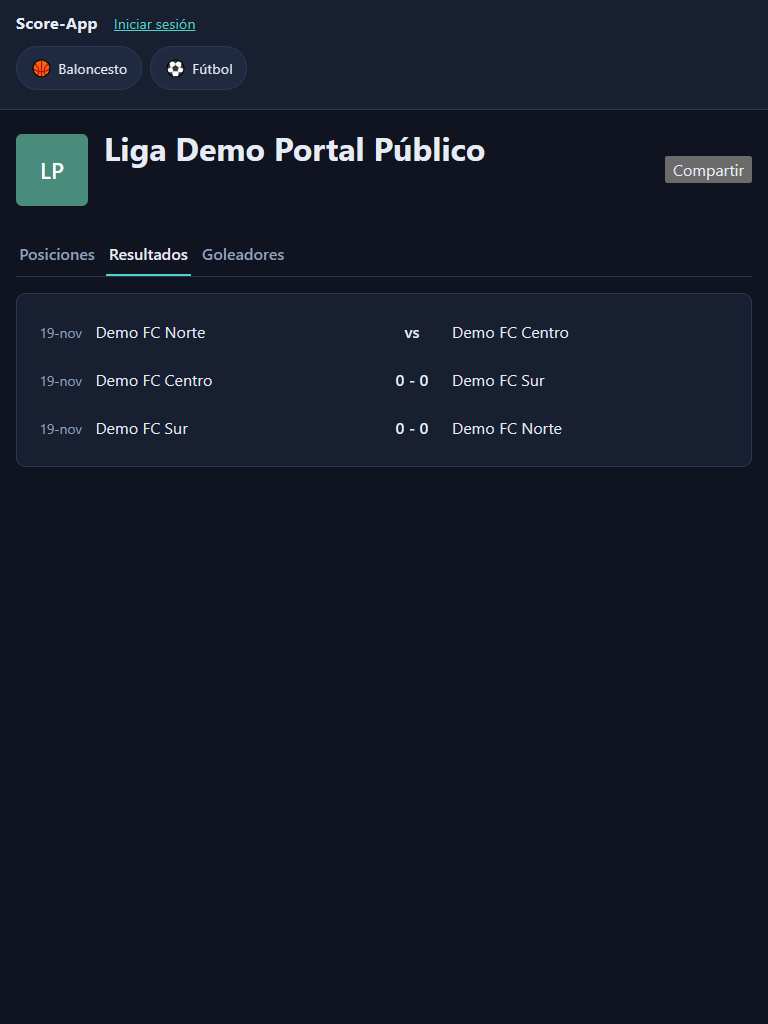 Score-App Iniciar sesión
Baloncesto Fútbol
LP
Liga Demo Portal Público
Compartir
Posiciones Resultados Goleadores
19-nov Demo FC Norte vs Demo FC Centro
19-nov Demo FC Centro 0 - 0 Demo FC Sur
19-nov Demo FC Sur 0 - 0 Demo FC Norte